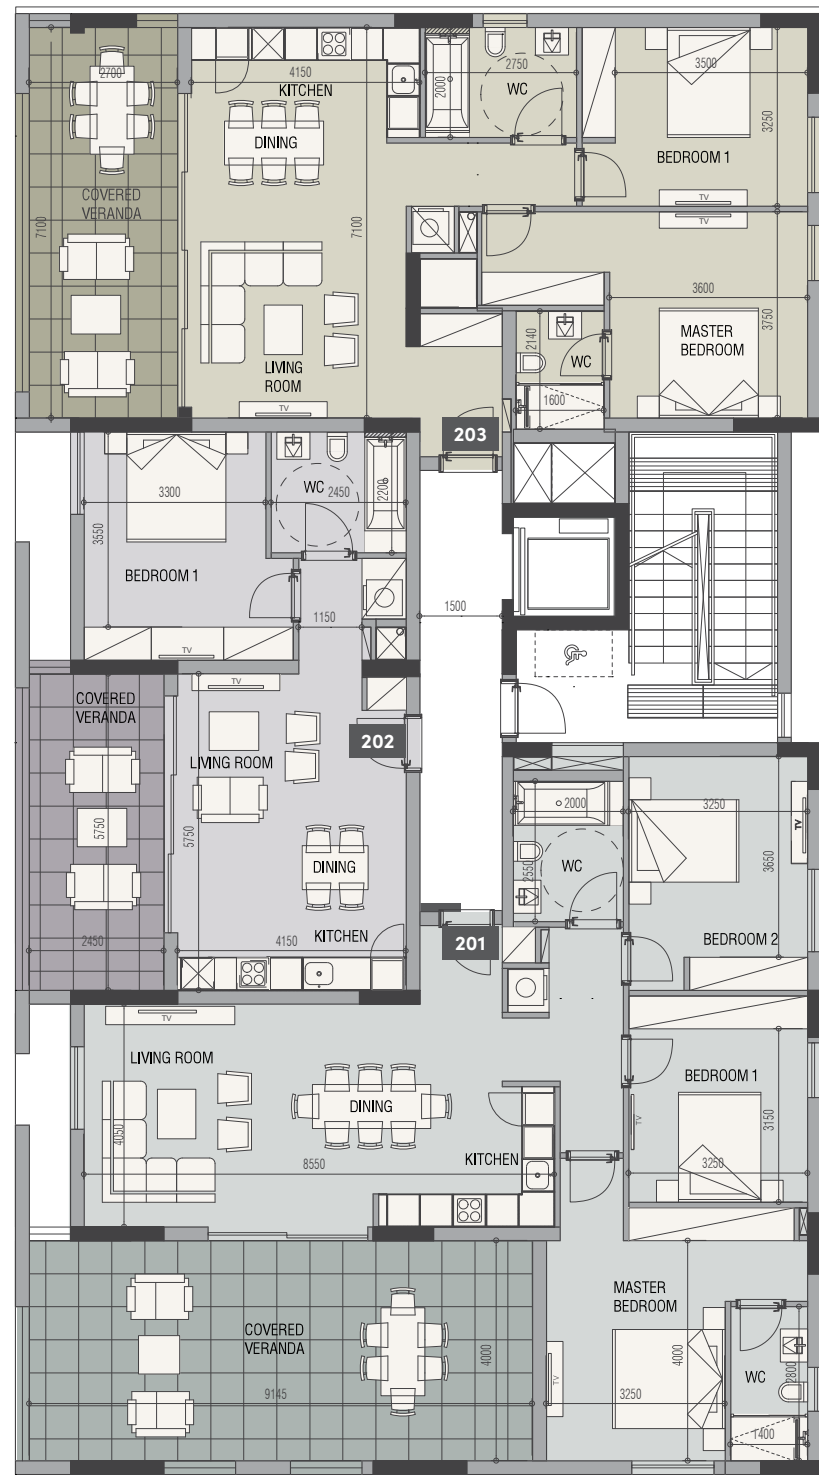 2700
4150
KITCHEN
2000
2750
WC
3500
3250
DINING
BEDROOM 1
TV
TV
COVERED
VERANDA
7100
7100
3600
3750
MASTER
BEDROOM
2140
WC
1600
LIVING
ROOM
TV
203
3300
WC
2450
2200
3550
BEDROOM 1
1150
1500
TV
COVERED
VERANDA
TV
202
LIVING ROOM
5750
5750
DINING
2450
4150
KITCHEN
201
2000
WC
2550
3250
TV
3650
BEDROOM 2
TV
LIVING ROOM
4050
DINING
8550
KITCHEN
BEDROOM 1
TV
3150
3250
MASTER
BEDROOM
COVERED
VERANDA
4000
9145
4000
TV
3250
WC
2800
1400